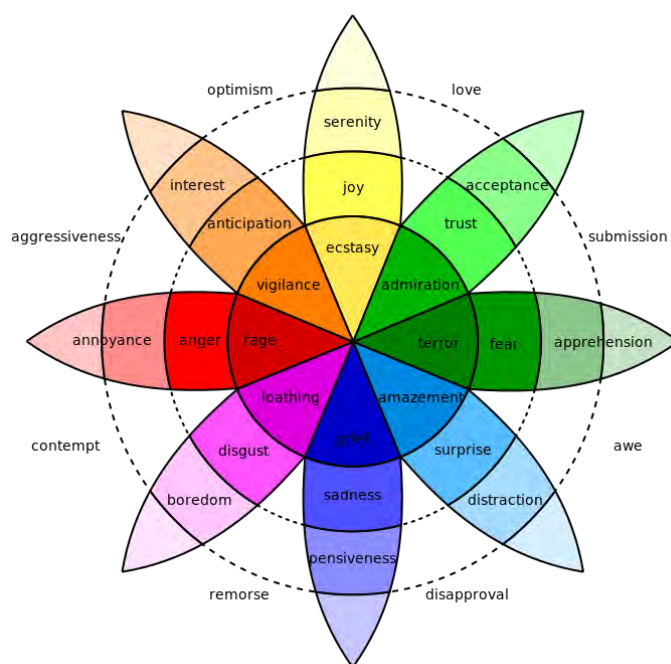 optimism
love
serenity
interest
acceptance
joy
anticipation
trust
aggressiveness
submission
ecstasy
vigilance
admiration
annoyance
anger
rage
terror
fear
apprehension
loathing
amazement
contempt
disgust
grief
surprise
awe
boredom
sadness
distraction
pensiveness
remorse
disapproval